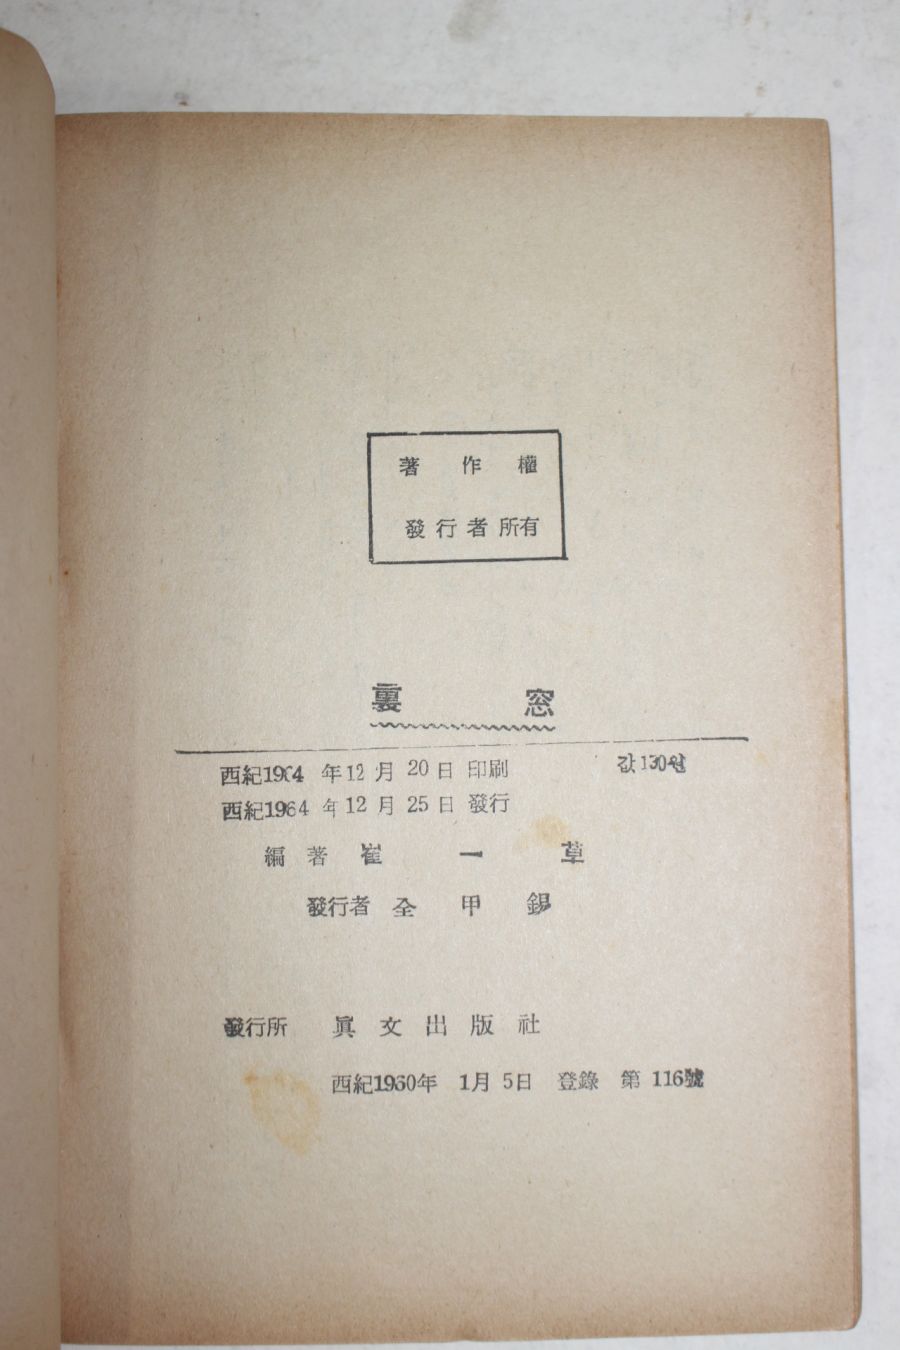 著作權
發行者所有
裏窓
西紀1964年12月20日 印刷 값130원
西紀1964年12月25日 發行
編著 崔一草
發行者 全甲錫
發行所 眞文出版社
西紀1960年 1月 5日 登錄 第 116號